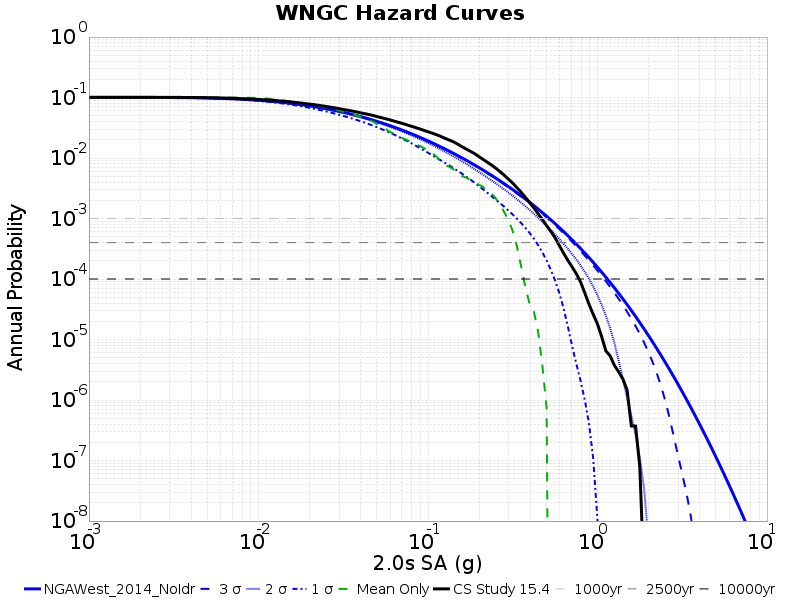 WNGC Hazard Curves
10^0
10^-1
10^-2
10^-3
10^-4
10^-5
10^-6
10^-7
10^-8
Annual Probability
10^-3 10^-2 10^-1 10^0 10^1
2.0s SA (g)
NGAWest_2014_NoIdr 3 σ 2 σ 1 σ Mean Only CS Study 15.4 1000yr 2500yr 10000yr